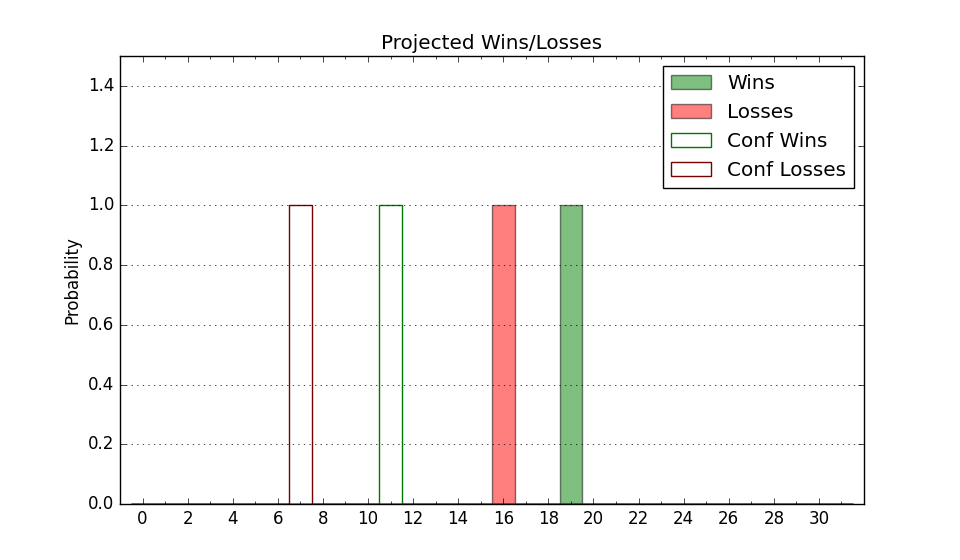 Projected Wins/Losses
Wins
Losses
Conf Wins
Conf Losses
Probability
1.4
1.2
1.0
0.8
0.6
0.4
0.2
0.0
0 2 4 6 8 10 12 14 16 18 20 22 24 26 28 30